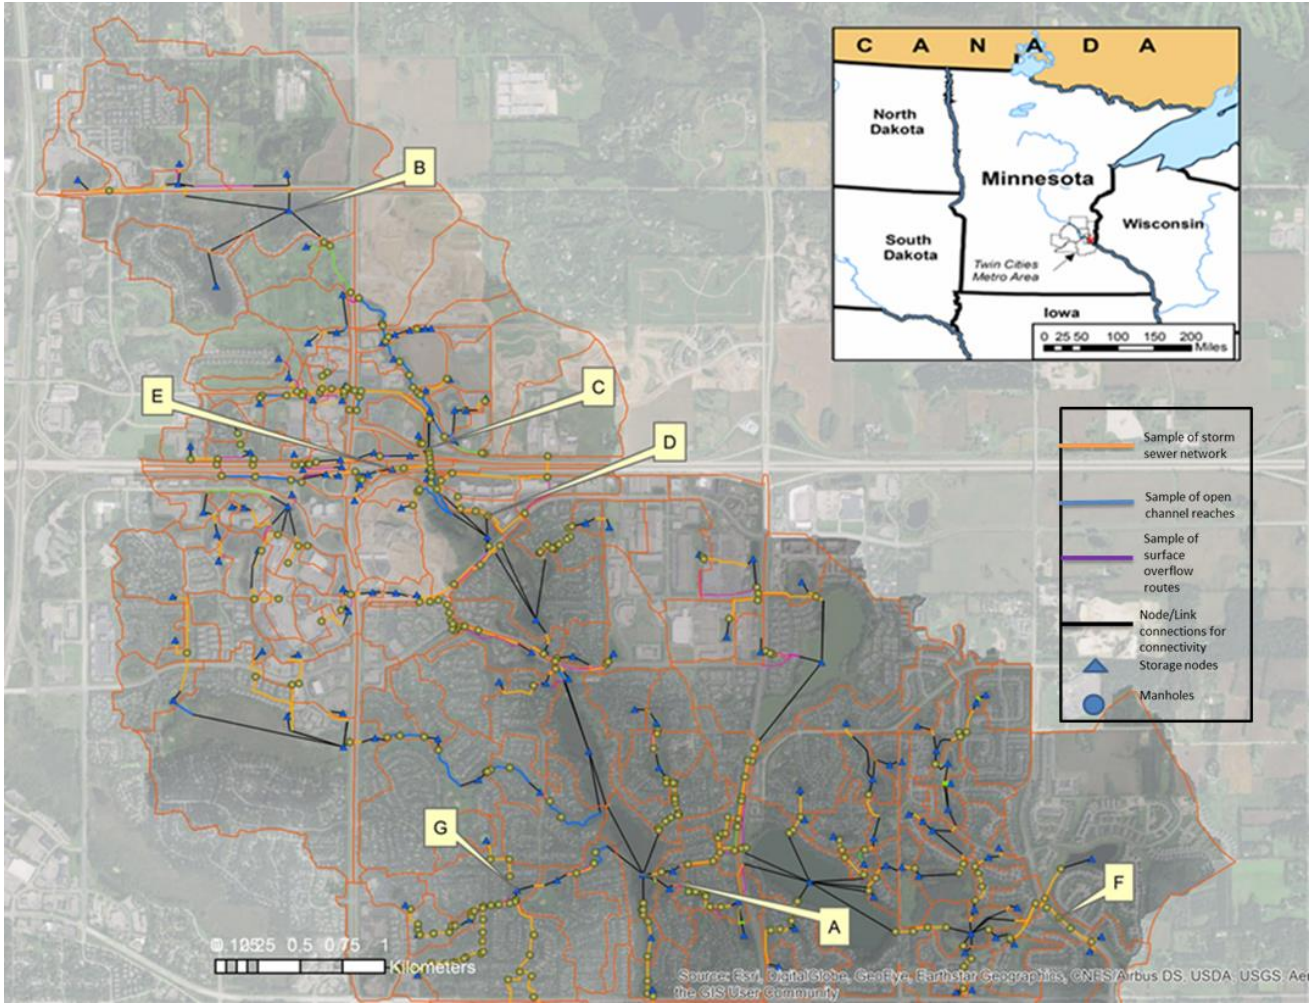 C A N A D A
North
Dakota
Minnesota
Wisconsin
South
Dakota
Twin Cities
Metro Area
Iowa
0 25 50 100 150 200
Miles
B
E
C
D
Sample of storm
sewer network
Sample of open
channel reaches
Sample of
surface
overflow
routes
Node/Link
connections for
connectivity
Storage nodes
Manholes
G
F
A
0.5 0.75 1
Kilometers
Source: Esri, DigitalGlobe, GeoEye, Earthstar Geographics, CNES/Airbus DS, USDA, USGS,
the GIS User Community